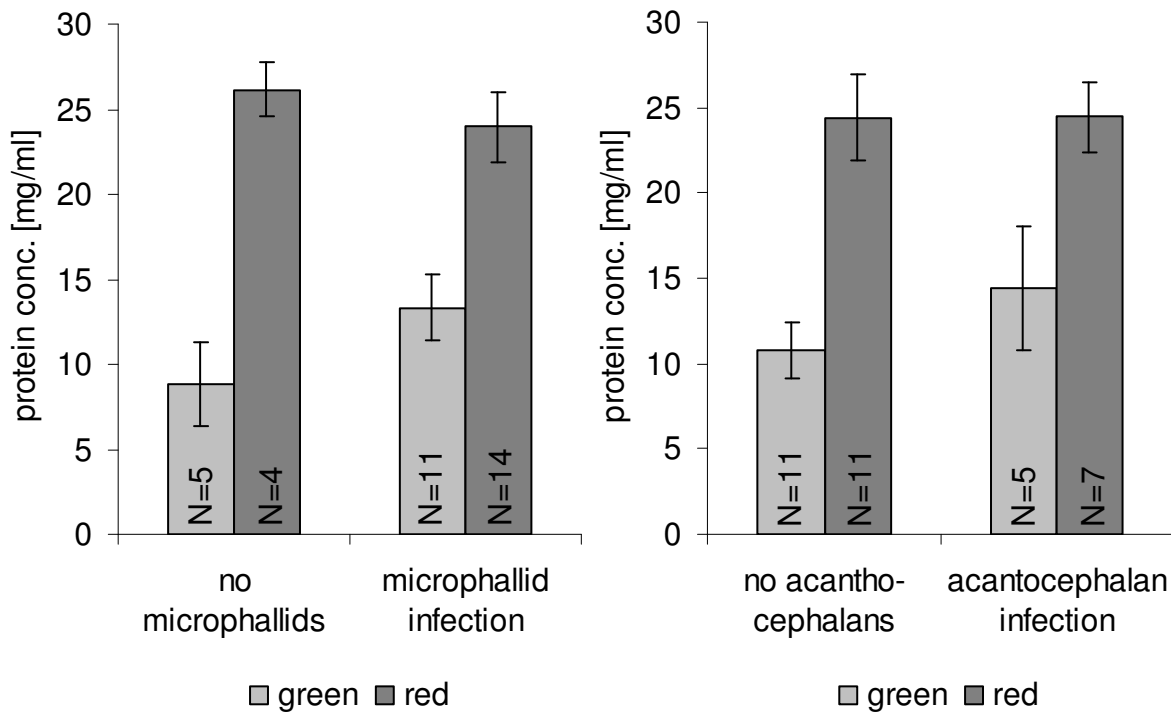 protein conc. [mg/ml]
30
25
20
15
10
5
0
N=5
N=4
N=11
N=14
no
microphallids
microphallid
infection
green red
protein conc. [mg/ml]
30
25
20
15
10
5
0
N=11
N=11
N=5
N=7
no acantho-
cephalans
acantocephalan
infection
green red